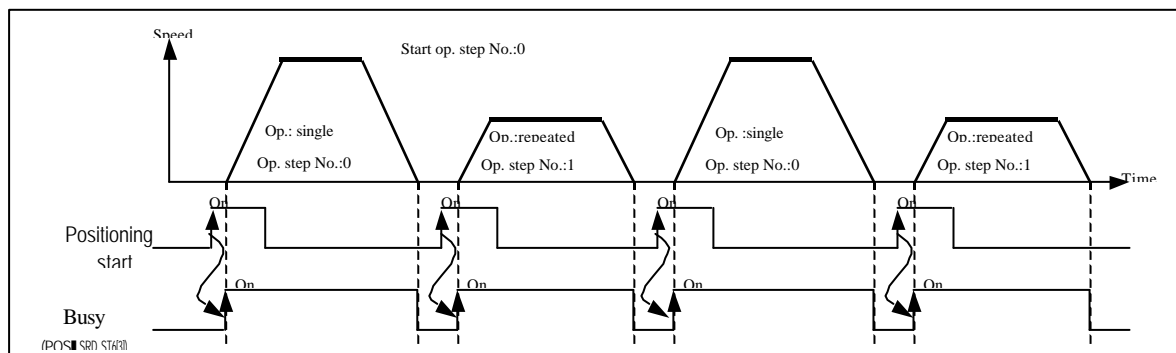 Speed
Start op. step No.:0
Op.: single
Op. step No.:0
Op.:repeated
Op. step No.:1
Op. :single
Op. step No.:0
Op.:repeated
Op. step No.:1
Time
On
On
On
On
Positioning
start
On
On
On
On
Busy